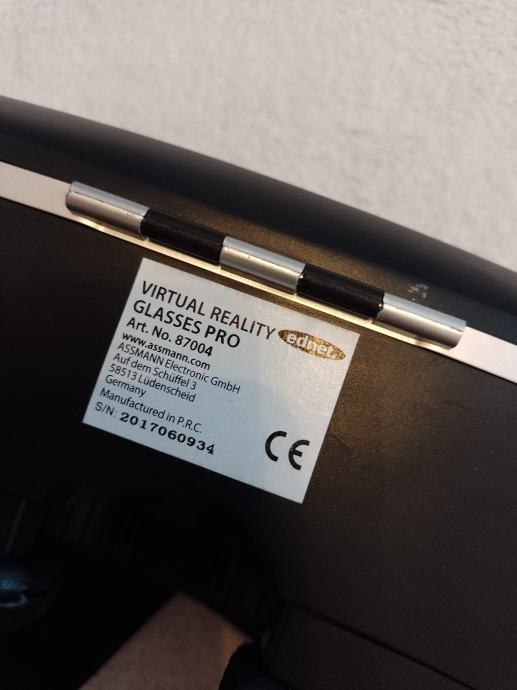 VIRTUAL REALITY
GLASSES PRO
ednet.
Art. No. 87004
www.assmann.com
ASSMANN Electronic GmbH
Auf dem Schüffel 3
58513 Lüdenscheid
Germany
Manufactured in P.R.C.
S/N: 2017060934
CE